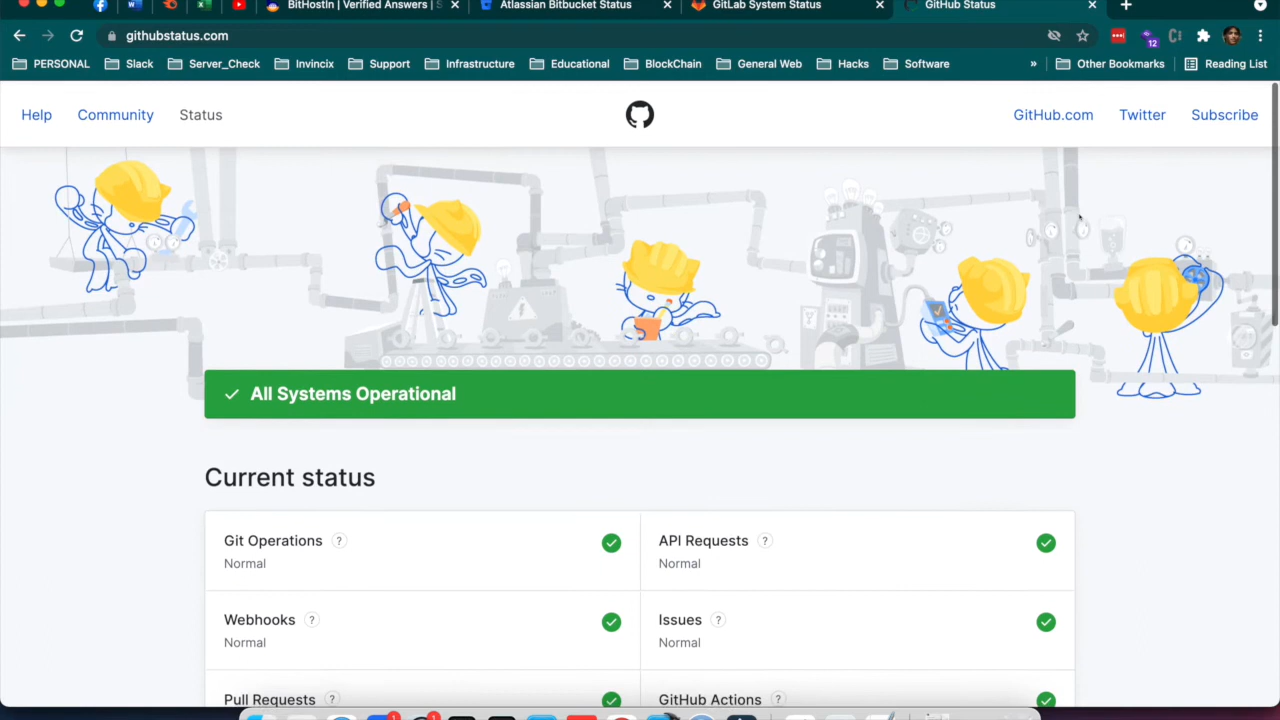 BitHostIn | Verified Answers | S
Atlassian Bitbucket Status
GitLab System Status
GitHub Status
githubstatus.com
12
PERSONAL
Slack
Server_Check
Invincix
Support
Infrastructure
Educational
BlockChain
General Web
Hacks
Software
»
Other Bookmarks
Reading List
Help
Community
Status
GitHub.com
Twitter
Subscribe
All Systems Operational
Current status
Git Operations ?
Normal
API Requests ?
Normal
Webhooks ?
Normal
Issues ?
Normal
Pull Requests ?
GitHub Actions ?